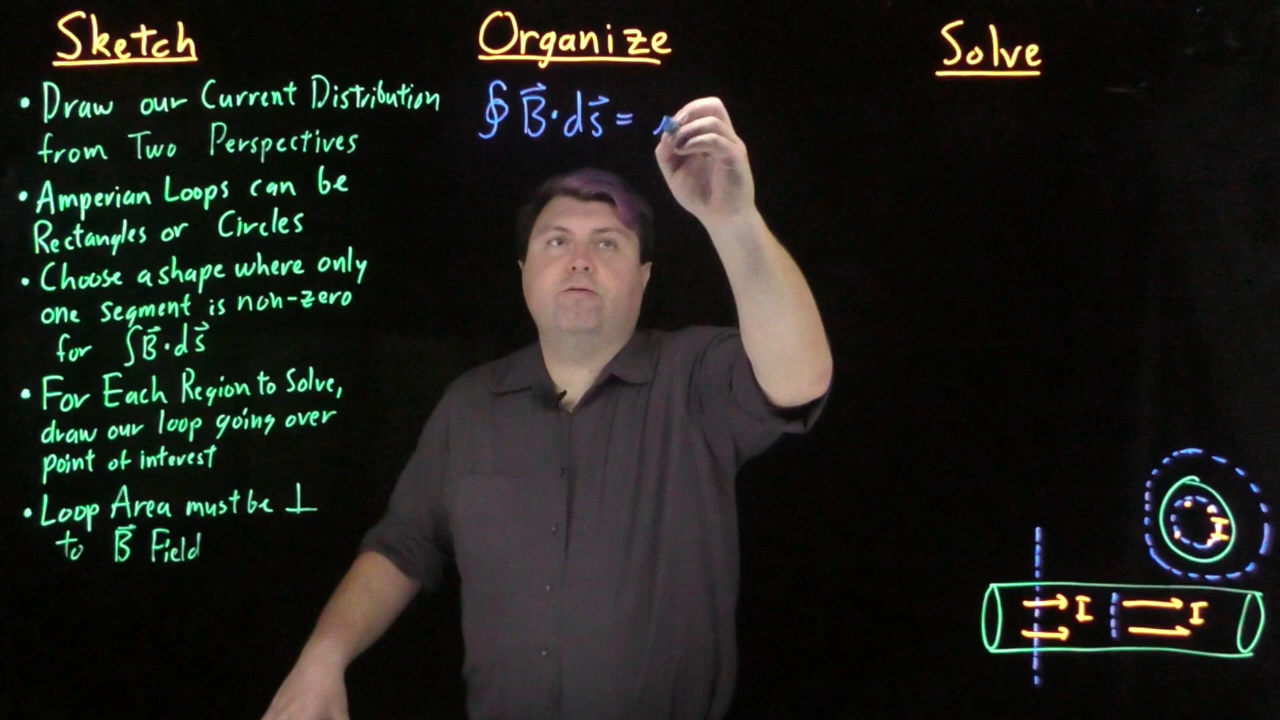 Sketch
• Draw our Current Distribution
from Two Perspectives
• Amperian Loops can be
Rectangles or Circles
• Choose a shape where only
one segment is non-zero
for ∫B⃗·ds⃗
• For Each Region to Solve,
draw our loop going over
point of interest
• Loop Area must be ⊥
to B⃗ Field
Organize
∮B⃗·ds⃗ =
Solve
I
I
I